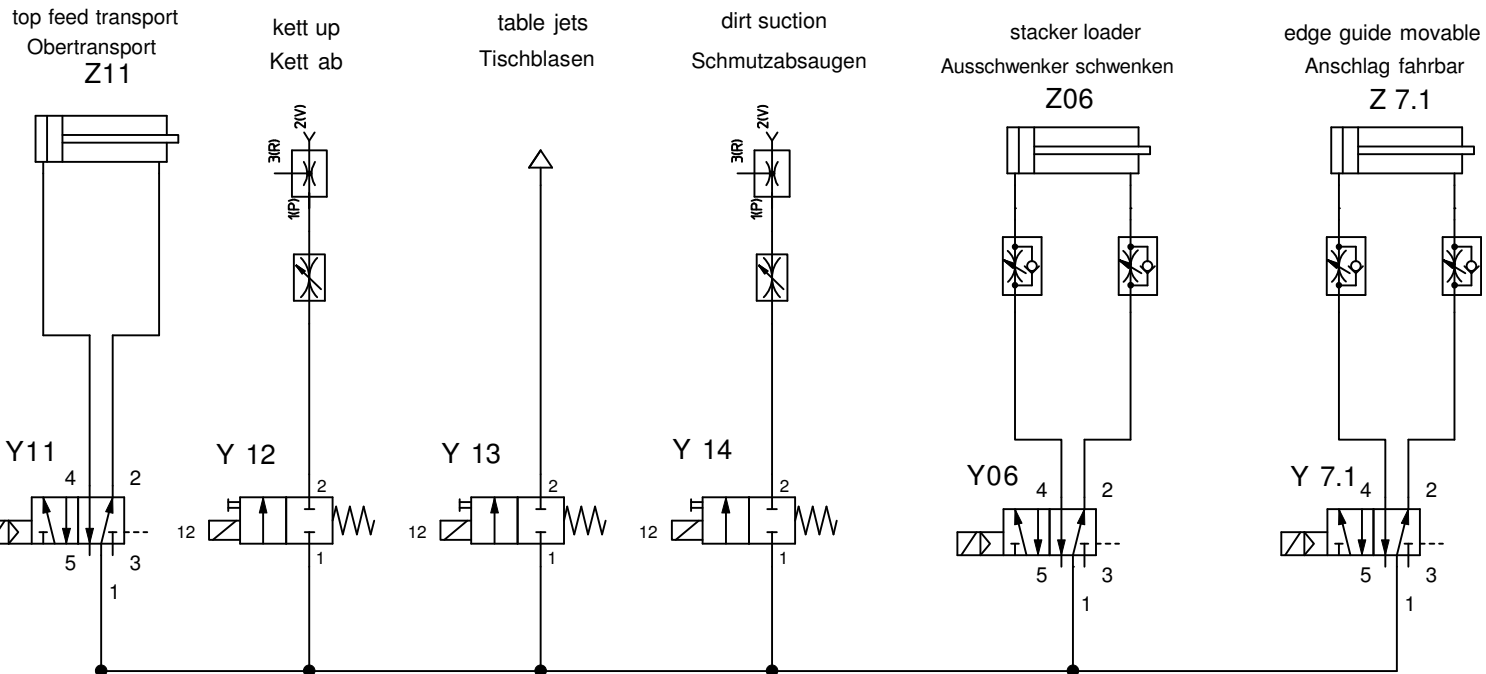 top feed transport
Obertransport
Z11
kett up
Kett ab
table jets
Tischblasen
dirt suction
Schmutzabsaugen
stacker loader
Ausschwenker schwenken
Z06
edge guide movable
Anschlag fahrbar
Z 7.1
2(V)
3(R)
1(P)
2(V)
3(R)
1(P)
Y11
4 2
5 3
1
Y 12
2
12
1
Y 13
2
12
1
Y 14
2
12
1
Y06
4 2
5 3
1
Y 7.1
4 2
5 3
1